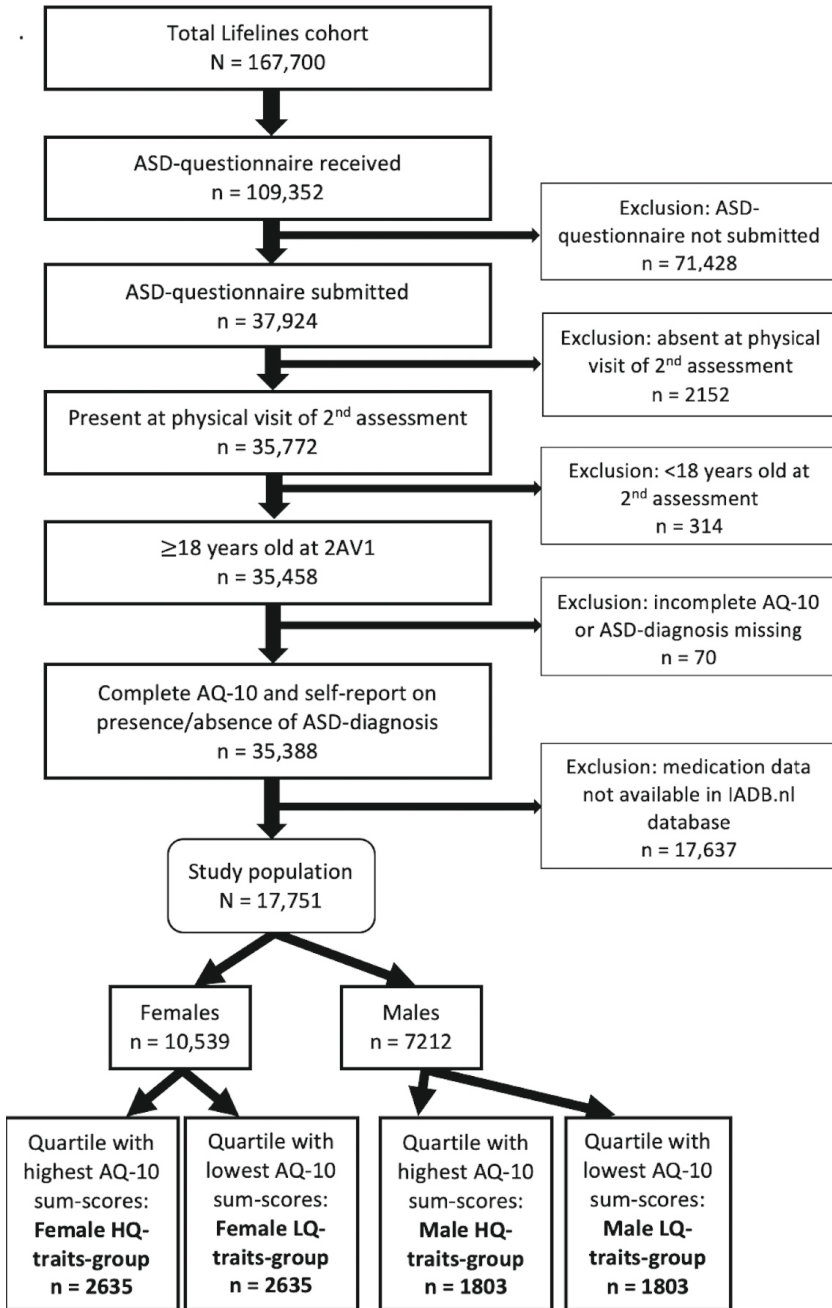 Total Lifelines cohort
N = 167,700
ASD-questionnaire received
n = 109,352
Exclusion: ASD-
questionnaire not submitted
n = 71,428
ASD-questionnaire submitted
n = 37,924
Exclusion: absent at physical
visit of 2nd assessment
n = 2152
Present at physical visit of 2nd assessment
n = 35,772
Exclusion: <18 years old at
2nd assessment
n = 314
≥18 years old at 2AV1
n = 35,458
Exclusion: incomplete AQ-10
or ASD-diagnosis missing
n = 70
Complete AQ-10 and self-report on
presence/absence of ASD-diagnosis
n = 35,388
Exclusion: medication data
not available in IADB.nl
database
n = 17,637
Study population
N = 17,751
Females
n = 10,539
Males
n = 7212
Quartile with
highest AQ-10
sum-scores:
Female HQ-
traits-group
n = 2635
Quartile with
lowest AQ-10
sum-scores:
Female LQ-
traits-group
n = 2635
Quartile with
highest AQ-10
sum-scores:
Male HQ-
traits-group
n = 1803
Quartile with
lowest AQ-10
sum-scores:
Male LQ-
traits-group
n = 1803